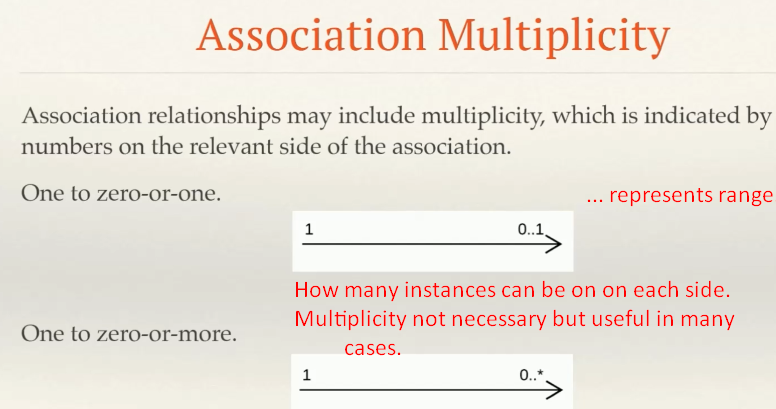 Association Multiplicity
Association relationships may include multiplicity, which is indicated by
numbers on the relevant side of the association.
One to zero-or-one.
... represents range
1 0..1
How many instances can be on on each side.
Multiplicity not necessary but useful in many
cases.
One to zero-or-more.
1 0..*